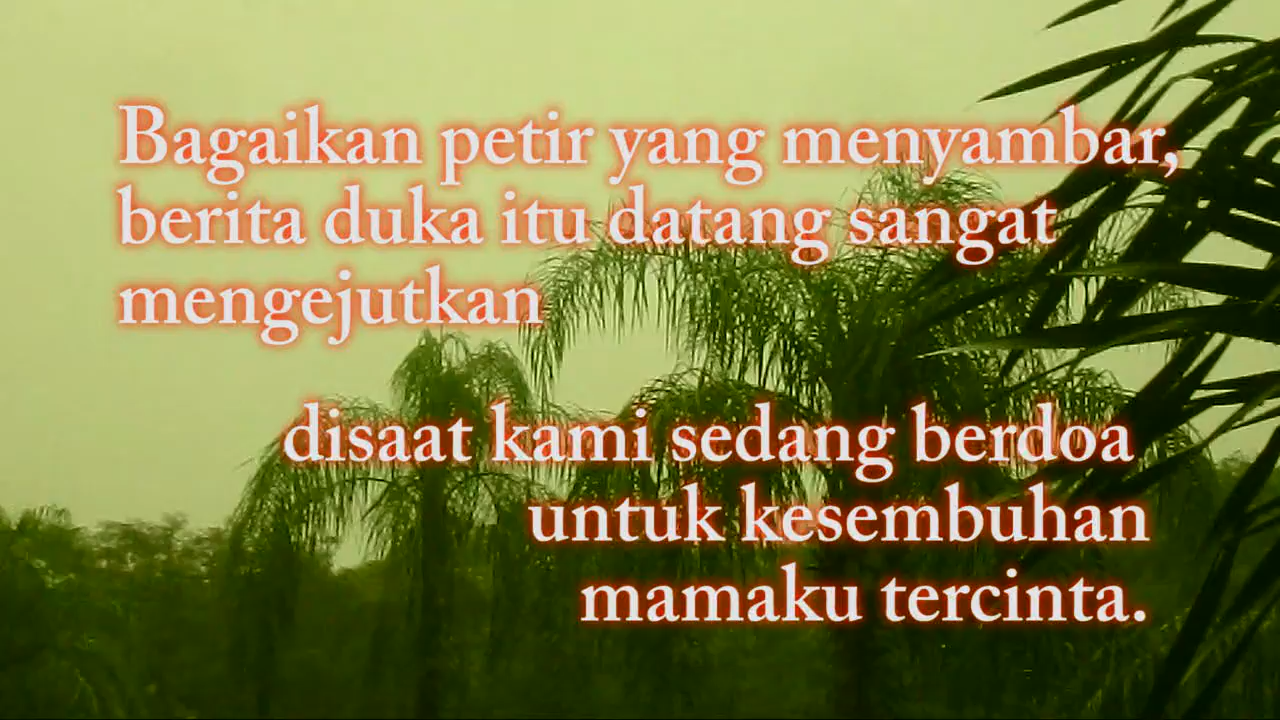 Bagaikan petir yang menyambar,
berita duka itu datang sangat
mengejutkan
disaat kami sedang berdoa
untuk kesembuhan
mamaku tercinta.